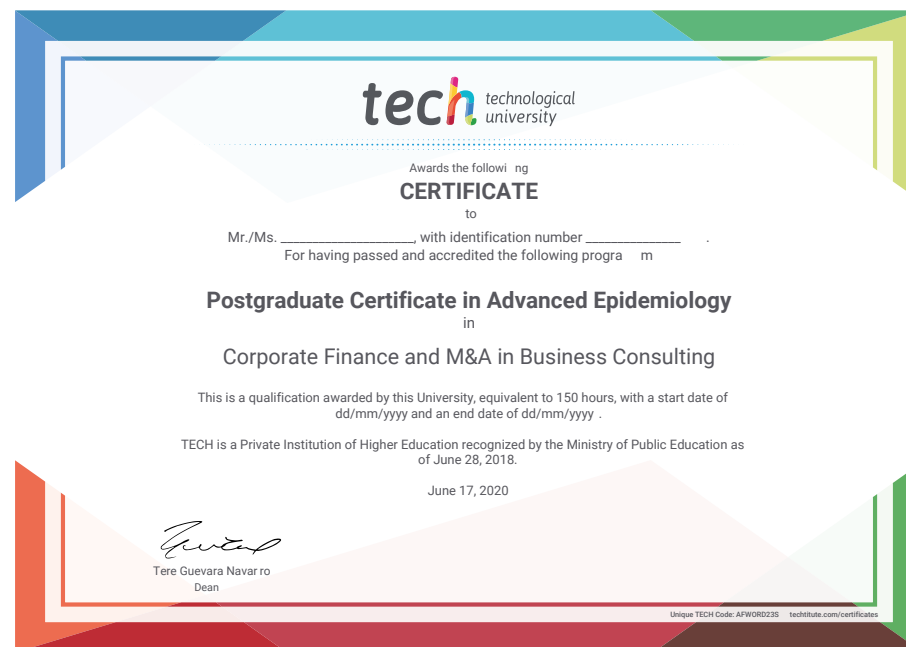 tech technological
university
Awards the followi ng
CERTIFICATE
to
Mr./Ms. ___________________, with identification number ______________ .
For having passed and accredited the following progra m
Postgraduate Certificate in Advanced Epidemiology
in
Corporate Finance and M&A in Business Consulting
This is a qualification awarded by this University, equivalent to 150 hours, with a start date of
dd/mm/yyyy and an end date of dd/mm/yyyy .
TECH is a Private Institution of Higher Education recognized by the Ministry of Public Education as
of June 28, 2018.
June 17, 2020
Tere Guevara Navar ro
Dean
Unique TECH Code: AFWORD23S techtitute.com/certificates